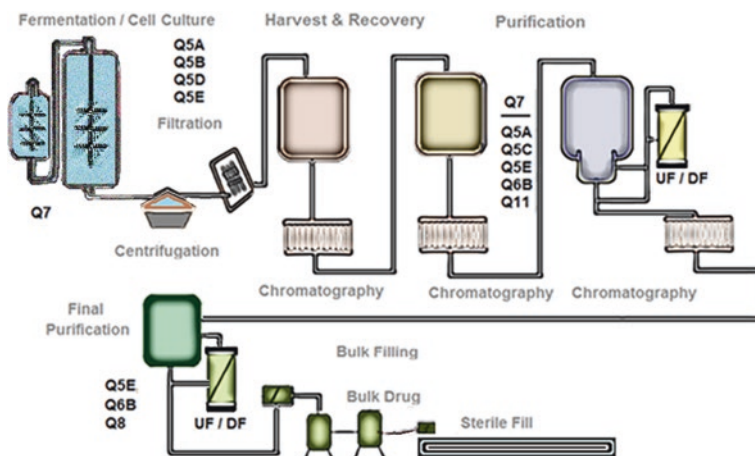 Fermentation / Cell Culture
Harvest & Recovery
Purification
Q5A
Q5B
Q5D
Q5E
Filtration
Q7
Centrifugation
Q7
Q5A
Q5C
Q5E
Q6B
Q11
UF / DF
Chromatography
Chromatography
Chromatography
Final
Purification
Q5E
Q6B
Q8
UF / DF
Bulk Filling
Bulk Drug
Sterile Fill